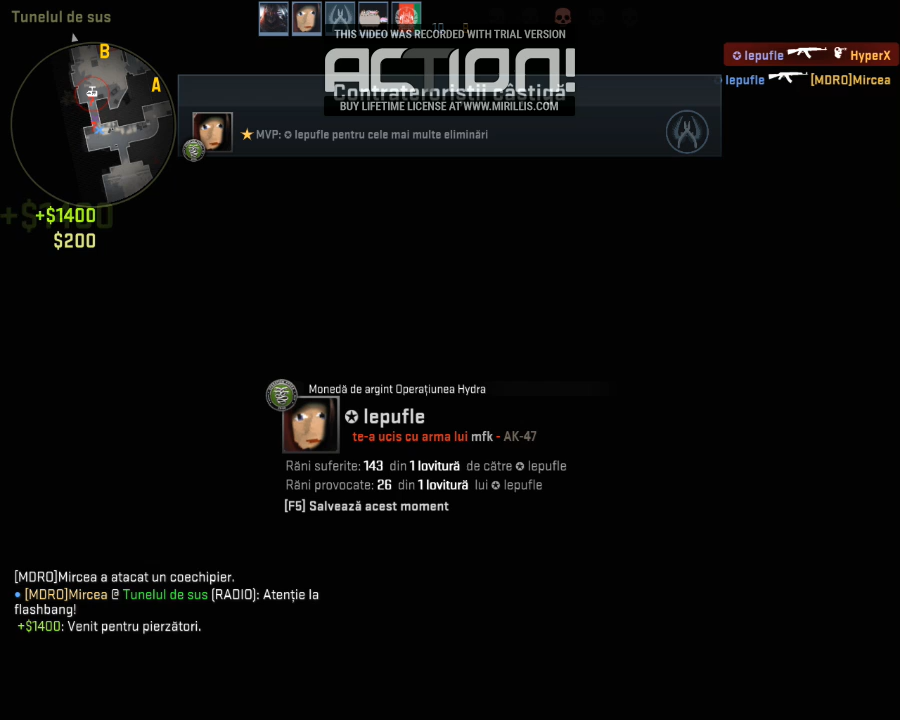 Tunelul de sus
B
A
THIS VIDEO WAS RECORDED WITH TRIAL VERSION
ACTION!
BUY LIFETIME LICENSE AT WWW.MIRILLIS.COM
Contrateroriștii câștigă
MVP: lepufle pentru cele mai multe eliminări
lepufle HyperX
lepufle [MDRO]Mircea
+$1400
$200
Monedă de argint Operațiunea Hydra
lepufle
te-a ucis cu arma lui mfk - AK-47
Răni suferite: 143 din 1 lovitură de către lepufle
Răni provocate: 26 din 1 lovitură lui lepufle
[F5] Salvează acest moment
[MDRO]Mircea a atacat un coechipier.
[MDRO]Mircea @ Tunelul de sus (RADIO): Atenție la
flashbang!
+$1400: Venit pentru pierzători.